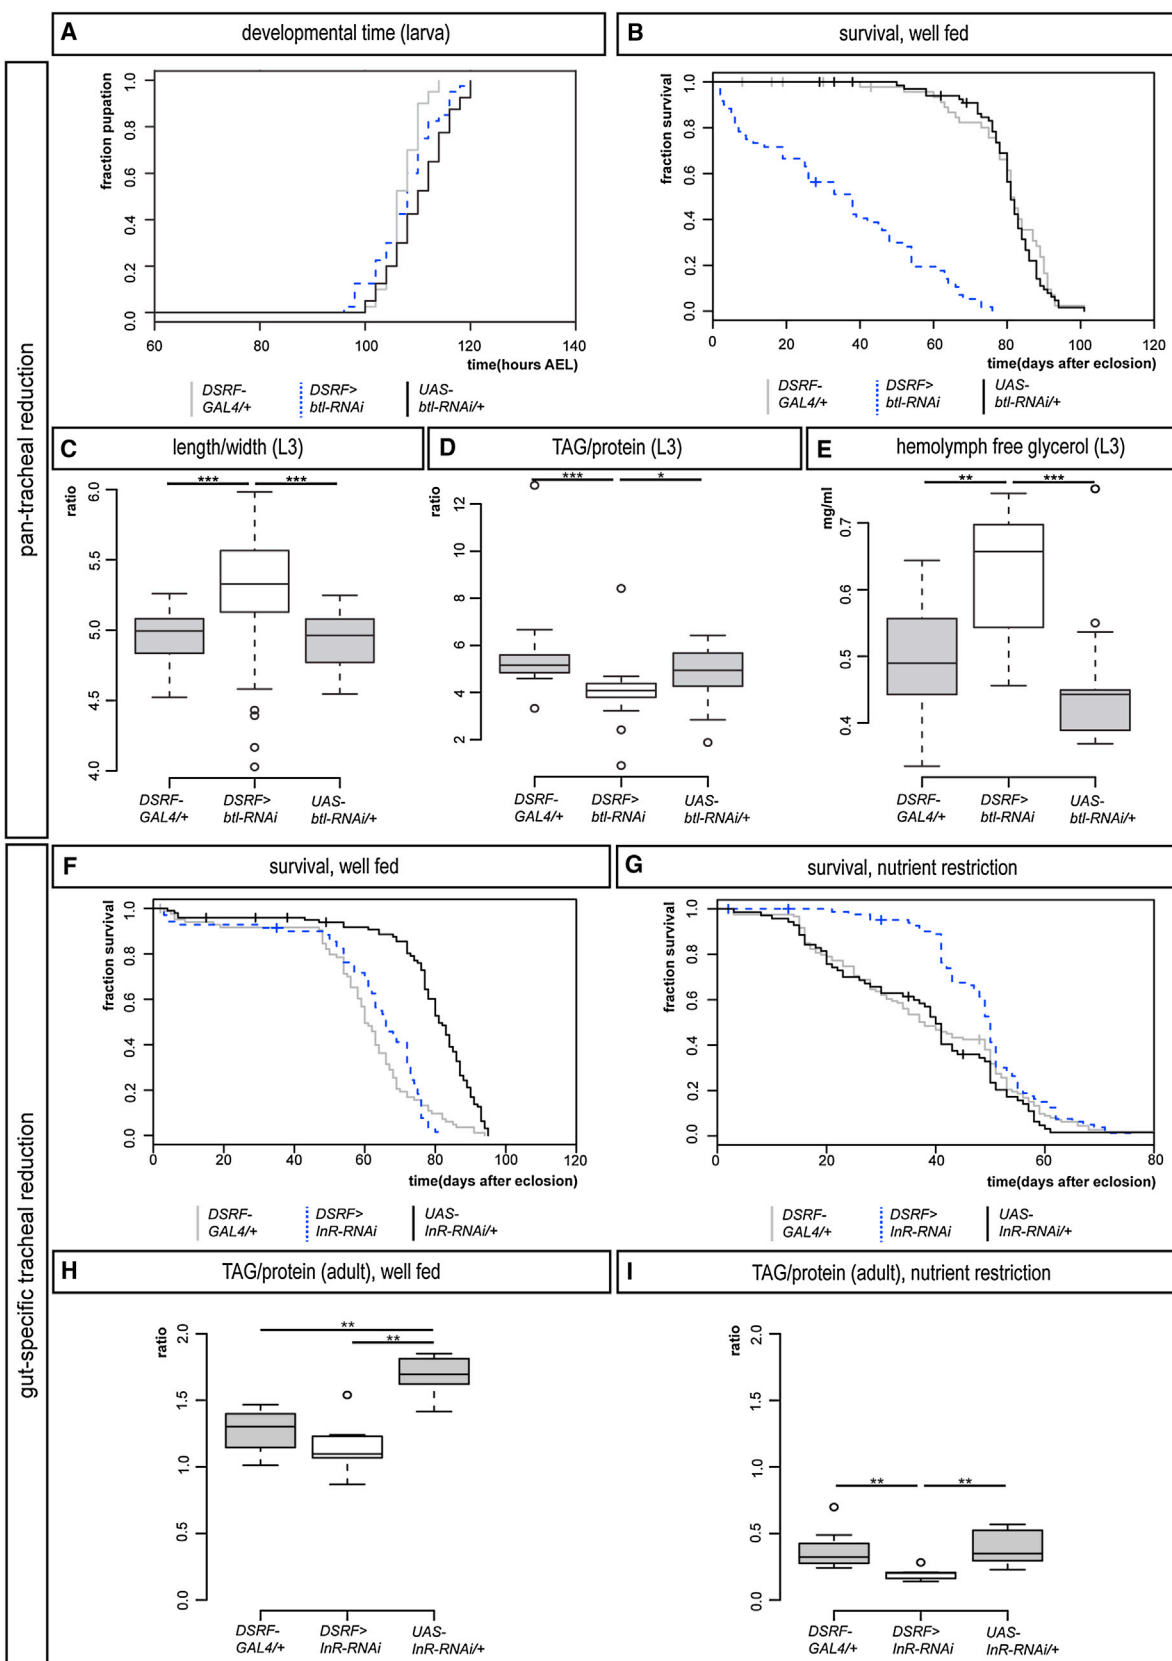 pan-tracheal reduction
A developmental time (larva)
fraction pupation
1.0
0.8
0.6
0.4
0.2
0.0
60 80 100 120 140
time(hours AEL)
DSRF- DSRF> UAS-
GAL4/+ btl-RNAi btl-RNAi/+
B survival, well fed
fraction survival
1.0
0.8
0.6
0.4
0.2
0.0
0 20 40 60 80 100 120
time(days after eclosion)
DSRF- DSRF> UAS-
GAL4/+ btl-RNAi btl-RNAi/+
C length/width (L3)
ratio
*** ***
6.0
5.5
5.0
4.5
4.0
DSRF- DSRF> UAS-
GAL4/+ btl-RNAi btl-RNAi/+
D TAG/protein (L3)
ratio
*** *
12
10
8
6
4
2
DSRF- DSRF> UAS-
GAL4/+ btl-RNAi btl-RNAi/+
E hemolymph free glycerol (L3)
mg/ml
** ***
0.7
0.6
0.5
0.4
DSRF- DSRF> UAS-
GAL4/+ btl-RNAi btl-RNAi/+
gut-specific tracheal reduction
F survival, well fed
fraction survival
1.0
0.8
0.6
0.4
0.2
0.0
0 20 40 60 80 100 120
time(days after eclosion)
DSRF- DSRF> UAS-
GAL4/+ InR-RNAi InR-RNAi/+
G survival, nutrient restriction
fraction survival
1.0
0.8
0.6
0.4
0.2
0.0
0 20 40 60 80
time(days after eclosion)
DSRF- DSRF> UAS-
GAL4/+ InR-RNAi InR-RNAi/+
H TAG/protein (adult), well fed
ratio
**
**
2.0
1.5
1.0
0.5
0.0
DSRF- DSRF> UAS-
GAL4/+ InR-RNAi InR-RNAi/+
I TAG/protein (adult), nutrient restriction
ratio
2.0
1.5
1.0
0.5
0.0
** **
DSRF- DSRF> UAS-
GAL4/+ InR-RNAi InR-RNAi/+